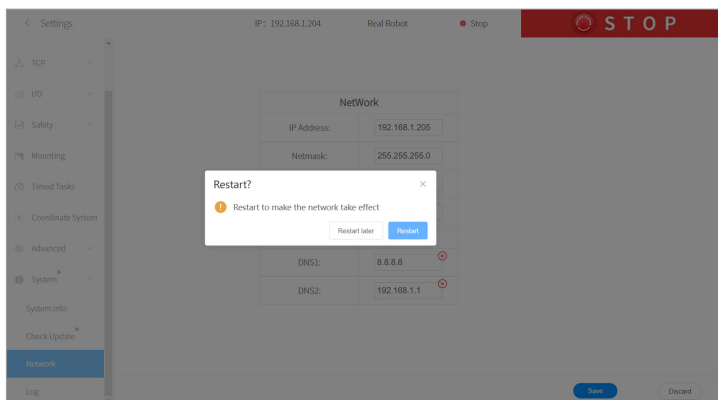 Settings
IP: 192.168.1.204
Real Robot
Stop
STOP
TCP
I/O
Safety
Mounting
Timed Tasks
Coordinate System
Advanced
System*
System Info
Check Update*
Network
Log
NetWork
IP Address:
192.168.1.205
Netmask:
255.255.255.0
Restart?
Restart to make the network take effect
Restart later
Restart
DNS1:
8.8.8.8
DNS2:
192.168.1.1
Save
Discard